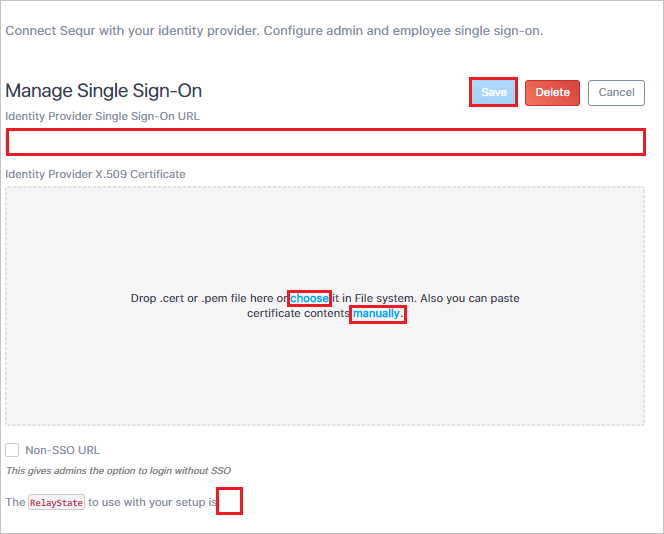 Connect Sequr with your identity provider. Configure admin and employee single sign-on.
Manage Single Sign-On
Save
Delete
Cancel
Identity Provider Single Sign-On URL
Identity Provider X.509 Certificate
Drop .cert or .pem file here or choose it in File system. Also you can paste
certificate contents manually.
Non-SSO URL
This gives admins the option to login without SSO
The RelayState to use with your setup is